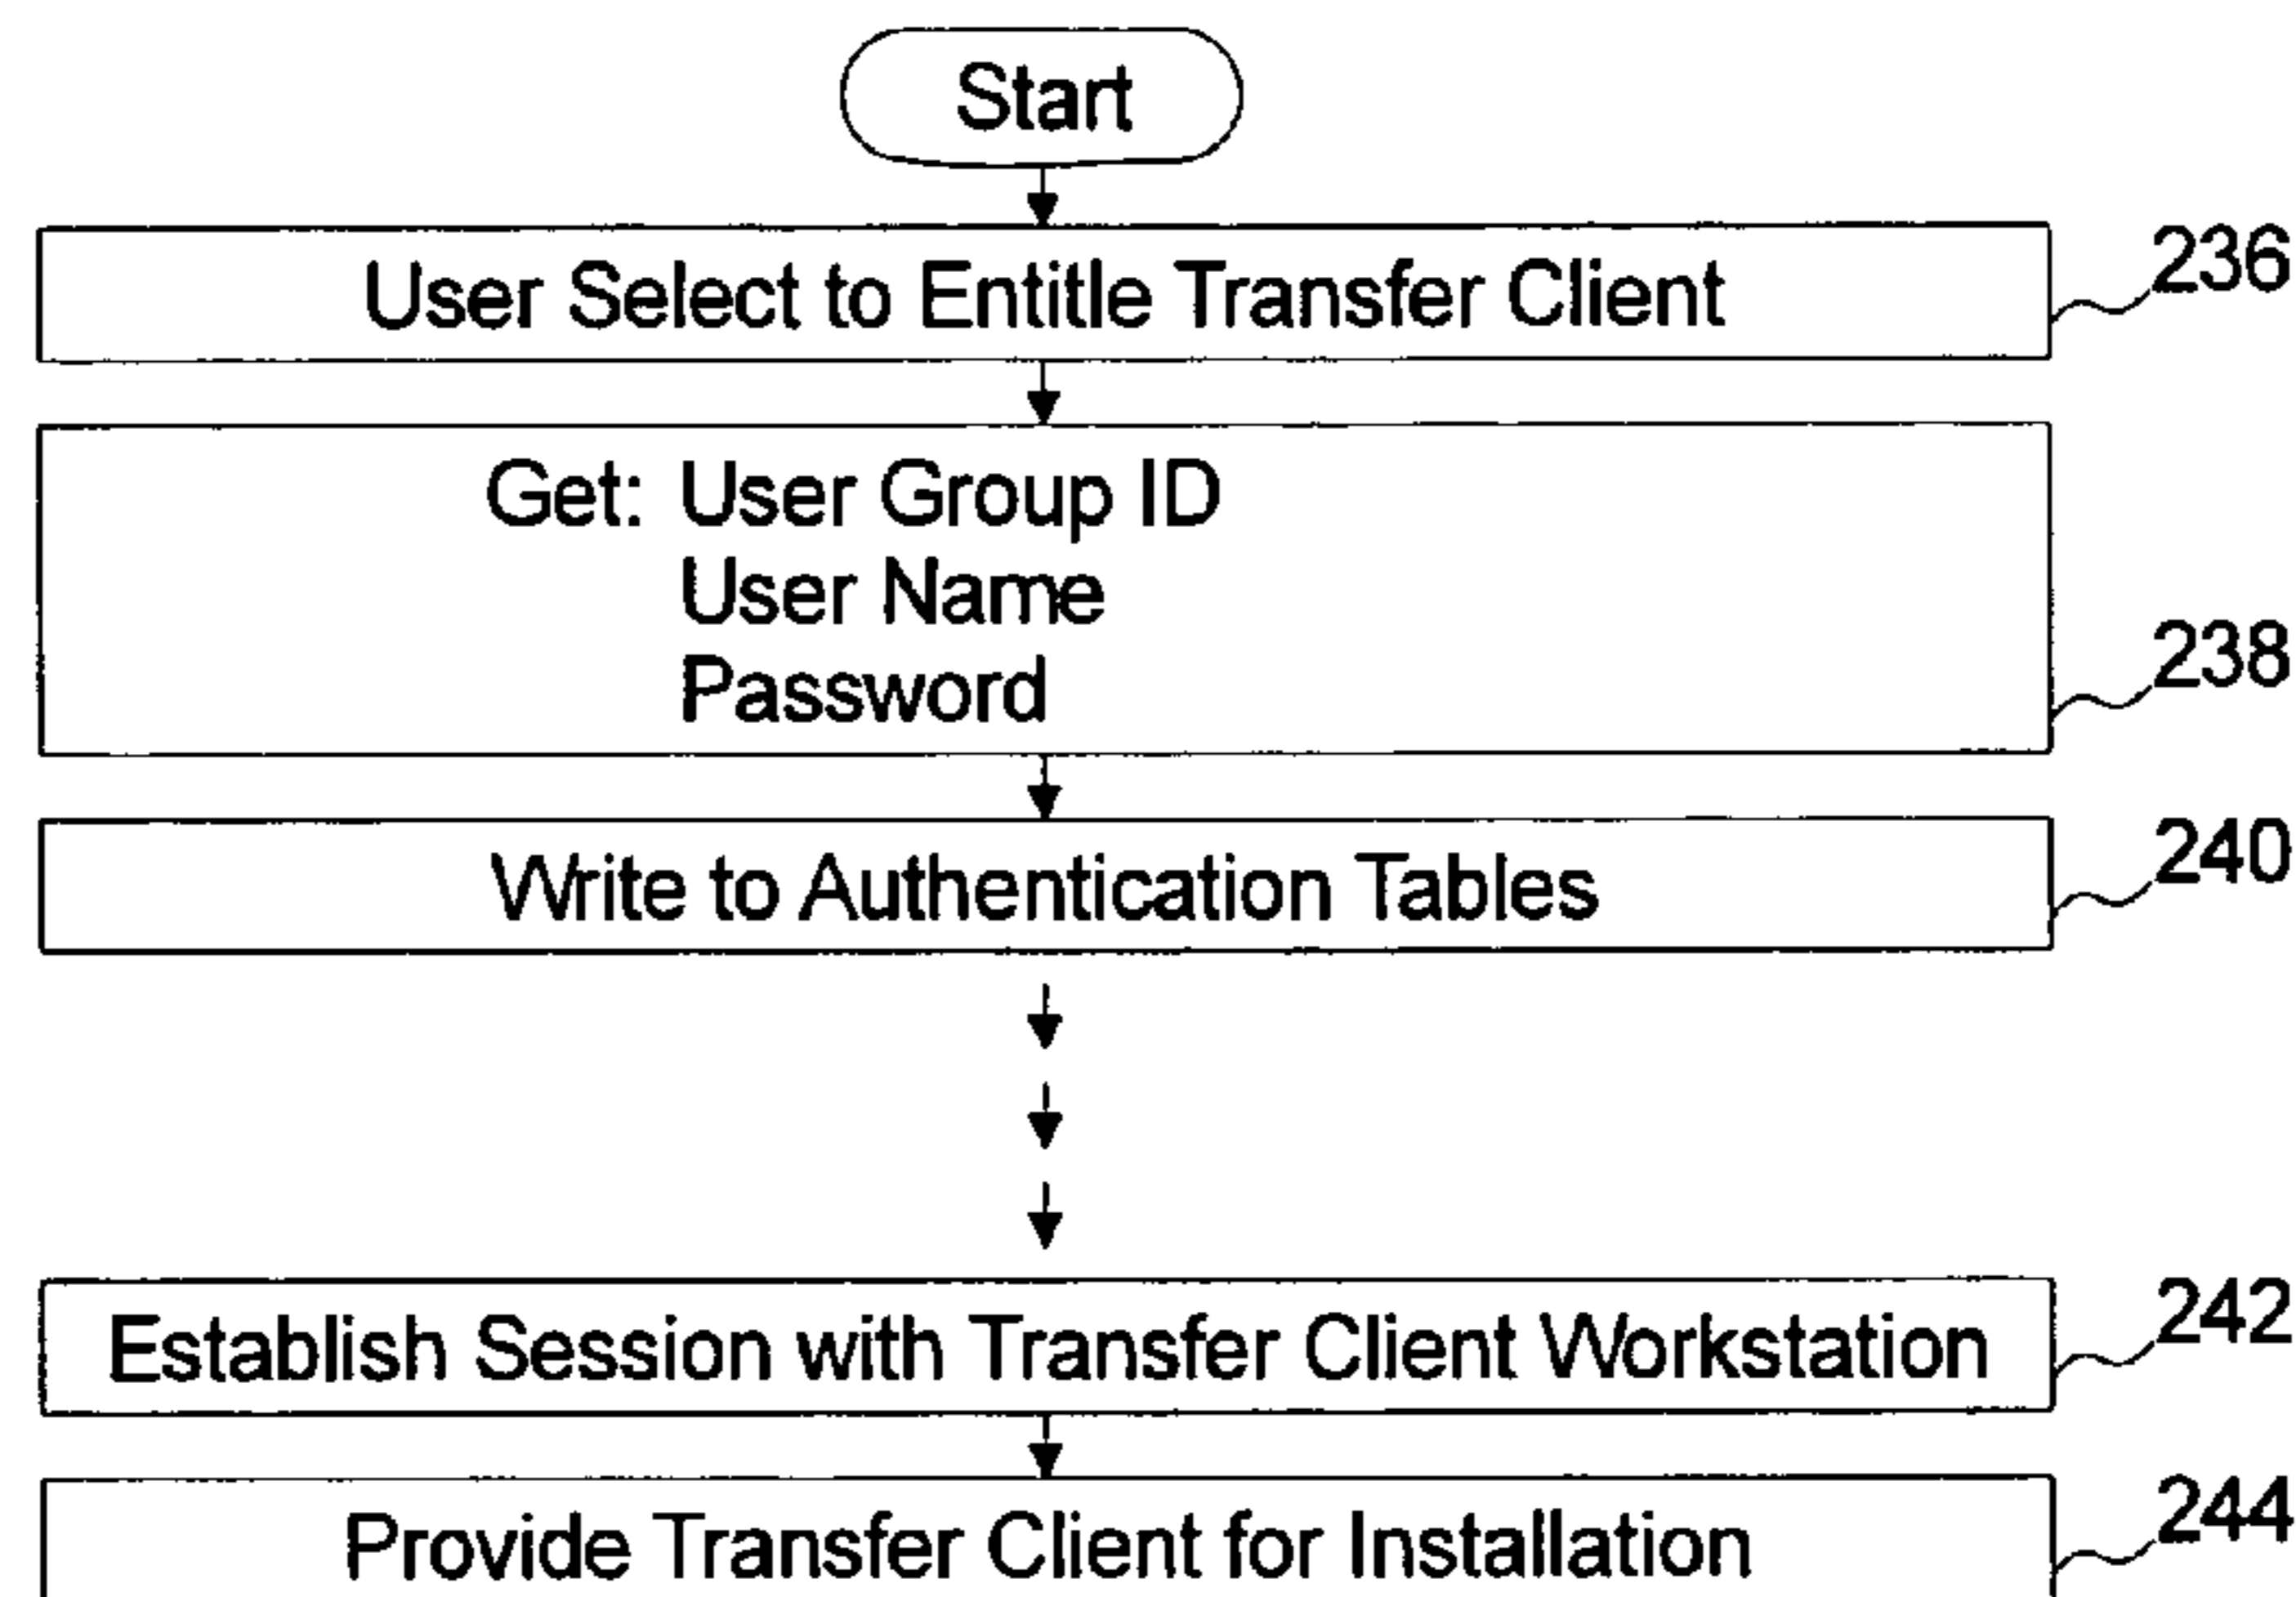 Start
User Select to Entitle Transfer Client
236
Get: User Group ID
User Name
Password
238
Write to Authentication Tables
240
Establish Session with Transfer Client Workstation
242
Provide Transfer Client for Installation
244